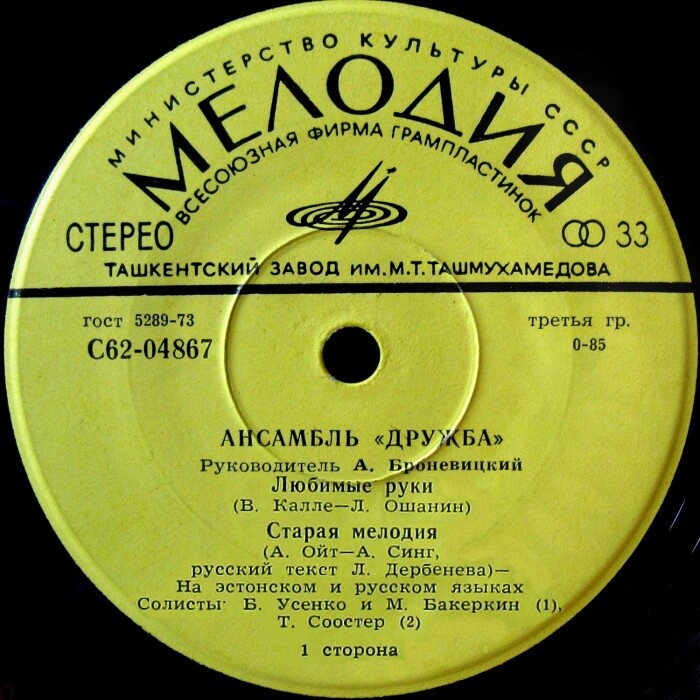 МИНИСТЕРСТВО КУЛЬТУРЫ СССР
МЕЛОДИЯ
ВСЕСОЮЗНАЯ ФИРМА ГРАМПЛАСТИНОК
СТЕРЕО
33
ТАШКЕНТСКИЙ ЗАВОД ИМ. М.Т.ТАШМУХАМЕДОВА
гост 5289-73
третья гр.
С62-04867
0-85
АНСАМБЛЬ «ДРУЖБА»
Руководитель А. Броневицкий
Любимые руки
(В. Калле—Л. Ошанин)
Старая мелодия
(А. Ойт—А. Синг,
русский текст Л. Дербенева)—
На эстонском и русском языках
Солисты: Б. Усенко и М. Бакеркин (1),
Т. Соостер (2)
1 сторона